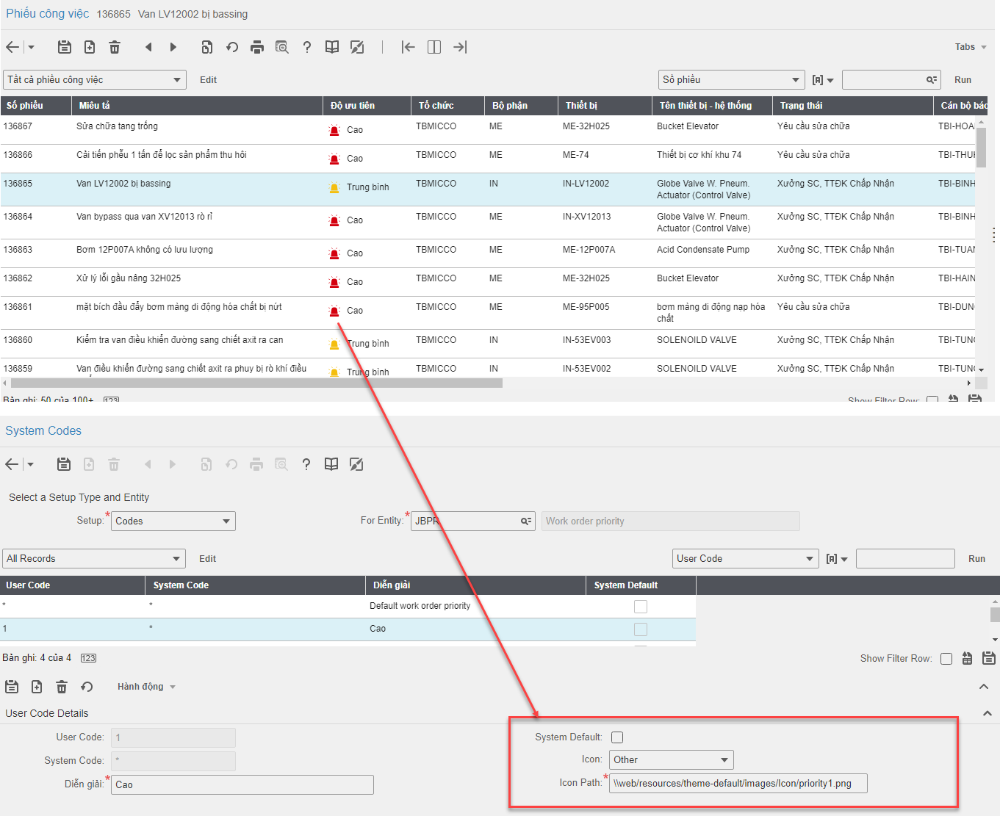 Phiếu công việc 136865 Van LV12002 bị bassing
Tabs
Tất cả phiếu công việc Edit Số phiếu [A] Run
Số phiếu Miêu tả Độ ưu tiên Tổ chức Bộ phận Thiết bị Tên thiết bị - hệ thống Trạng thái Cán bộ báo
136867 Sửa chữa tang trống Cao TBMICCO ME ME-32H025 Bucket Elevator Yêu cầu sửa chữa TBI-HOA
136866 Cải tiến phễu 1 tấn để lọc sản phẩm thu hồi Cao TBMICCO ME ME-74 Thiết bị cơ khí khu 74 Yêu cầu sửa chữa TBI-THUH
136865 Van LV12002 bị bassing Trung bình TBMICCO IN IN-LV12002 Globe Valve W. Pneum. Xưởng SC, TTĐK Chấp Nhận TBI-BINH
Actuator (Control Valve)
136864 Van bypass qua van XV12013 rò rỉ Cao TBMICCO ME IN-XV12013 Globe Valve W. Pneum. Xưởng SC, TTĐK Chấp Nhận TBI-BINH
Actuator (Control Valve)
136863 Bơm 12P007A không có lưu lượng Cao TBMICCO ME ME-12P007A Acid Condensate Pump Xưởng SC, TTĐK Chấp Nhận TBI-TUAN
136862 Xử lý lỗi gầu nâng 32H025 Cao TBMICCO ME ME-32H025 Bucket Elevator Xưởng SC, TTĐK Chấp Nhận TBI-HAIN
136861 mặt bích đầu đẩy bơm màng di động hóa chất bị nứt Cao TBMICCO ME ME-95P005 bơm màng di động nạp hóa Yêu cầu sửa chữa TBI-DUNG
chất
136860 Kiểm tra van điều khiển đường sang chiết axit ra can Trung bình TBMICCO IN IN-53EV003 SOLENOILD VALVE Xưởng SC, TTĐK Chấp Nhận TBI-TUNG
136859 Van điều khiển đường sang chiết axit ra phuy bị rò khí điều Trung bình TBMICCO IN IN-53EV002 SOLENOILD VALVE Xưởng SC, TTĐK Chấp Nhận TBI-TUNG
Bản ghi: 50 của 100+ 123 Show Filter Row:
System Codes
Select a Setup Type and Entity
Setup:* Codes For Entity:* JBPR Work order priority
All Records Edit User Code [A] Run
User Code System Code Diễn giải System Default
* * Default work order priority
1 * Cao
Bản ghi: 4 của 4 123 Show Filter Row:
Hành động
User Code Details
User Code: 1 System Default:
System Code: * Icon: Other
Diễn giải:* Cao Icon Path:* \\web/resources/theme-default/images/Icon/priority1.png